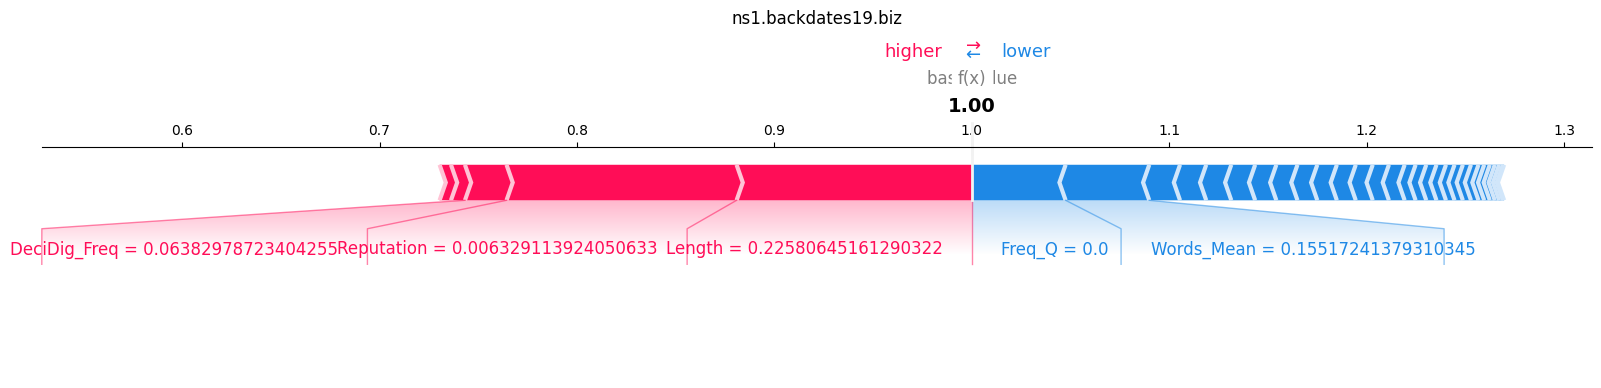 ns1.backdates19.biz
higher → ← lower
f(x)
1.00
0.6 0.7 0.8 0.9 1.0 1.1 1.2 1.3
DeciDig_Freq = 0.06382978723404255 Reputation = 0.006329113924050633 Length = 0.22580645161290322 Freq_Q = 0.0 Words_Mean = 0.15517241379310345